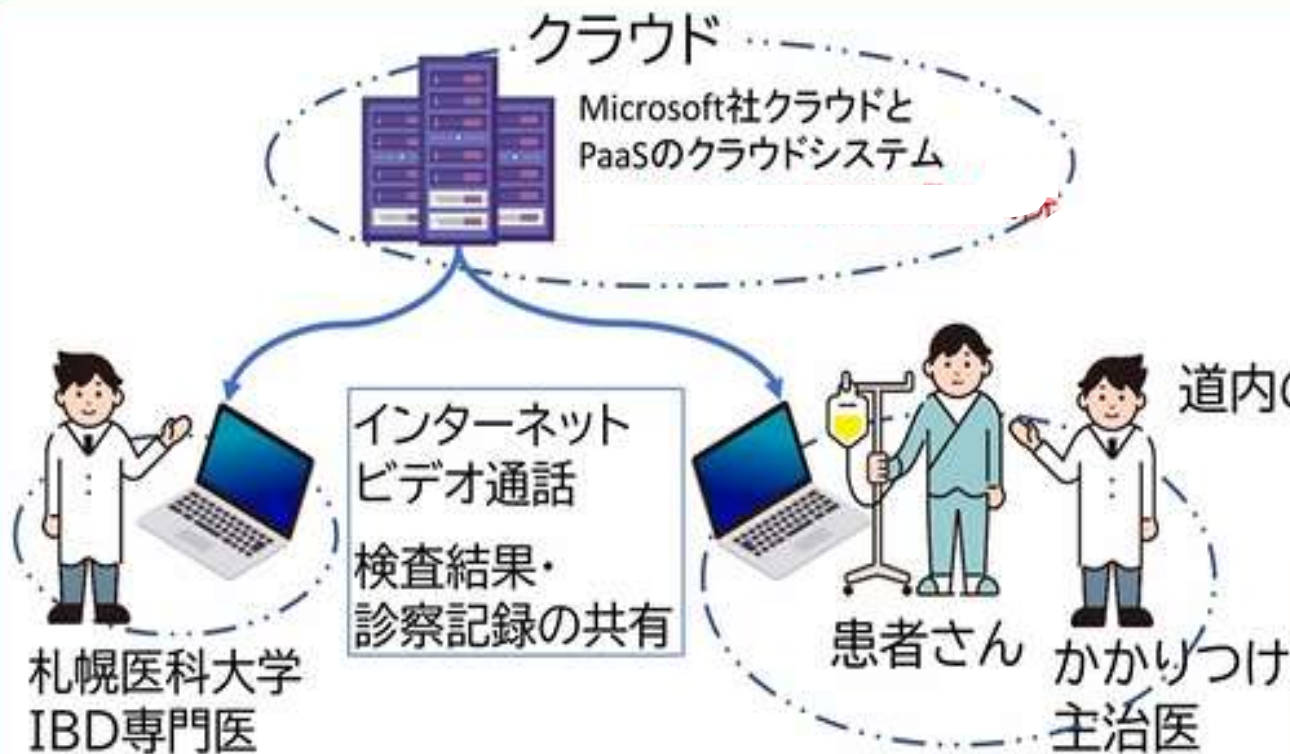 クラウド
Microsoft社クラウドと
PaaSのクラウドシステム
道内の
インターネット
ビデオ通話
検査結果・
診察記録の共有
患者さん
かかりつけ
主治医
札幌医科大学
IBD専門医